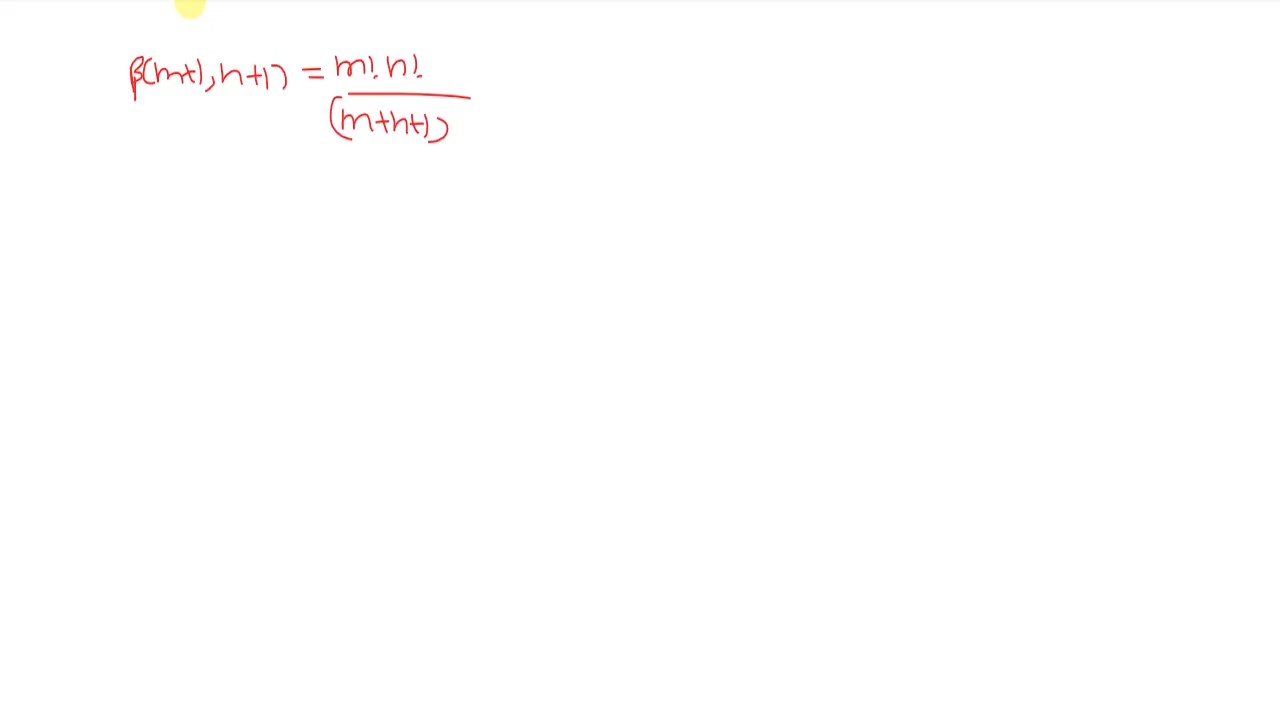 β(m+1, n+1) = m! n!
(m+n+1)